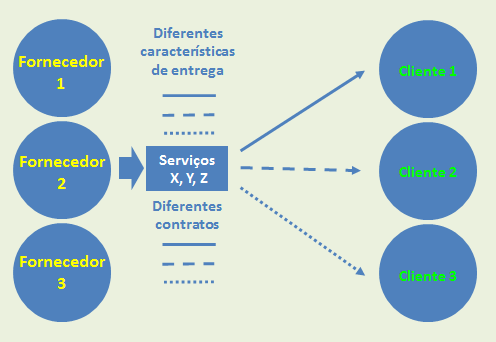 Fornecedor
1
Fornecedor
2
Fornecedor
3
Diferentes
características
de entrega
Serviços
X, Y, Z
Diferentes
contratos
Cliente 1
Cliente 2
Cliente 3